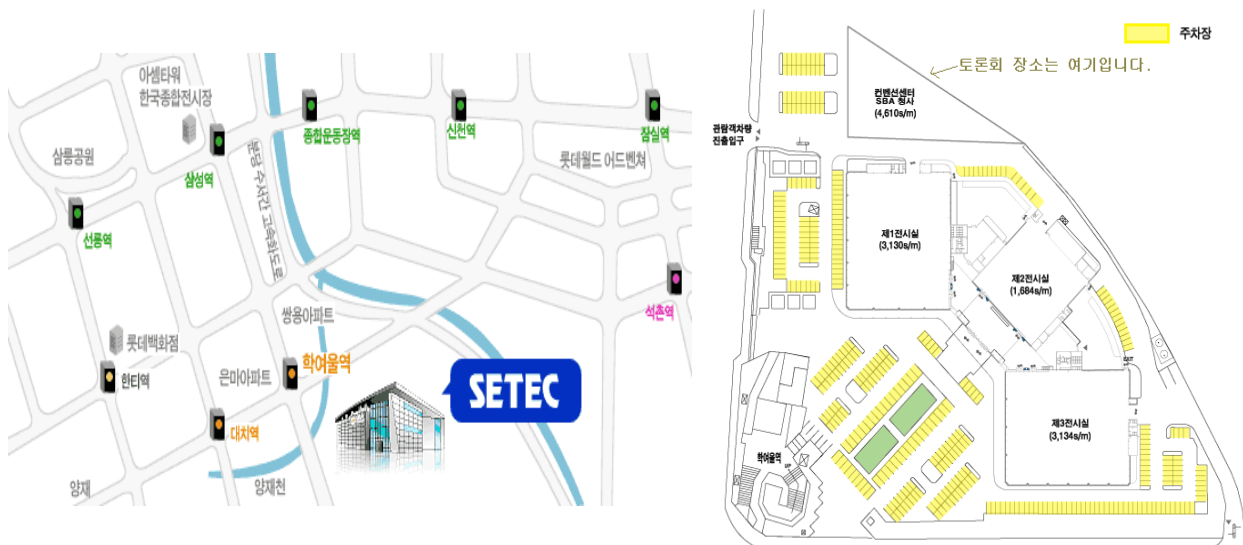 아셈타워
한국종합전시장
삼릉공원
삼성역
종합운동장역
신천역
잠실역
롯데월드 어드벤쳐
분당 수서간 고속화도로
선릉역
석촌역
쌍용아파트
롯데백화점
학여울역
한티역
은마아파트
SETEC
대치역
양재
양재천
주차장
토론회 장소는 여기입니다.
컨벤션센터
SBA 청사
(4,610s/m)
관람객차량
진출입구
제1전시실
(3,130s/m)
제2전시실
(1,684s/m)
EXIT
제3전시실
(3,134s/m)
학여울역